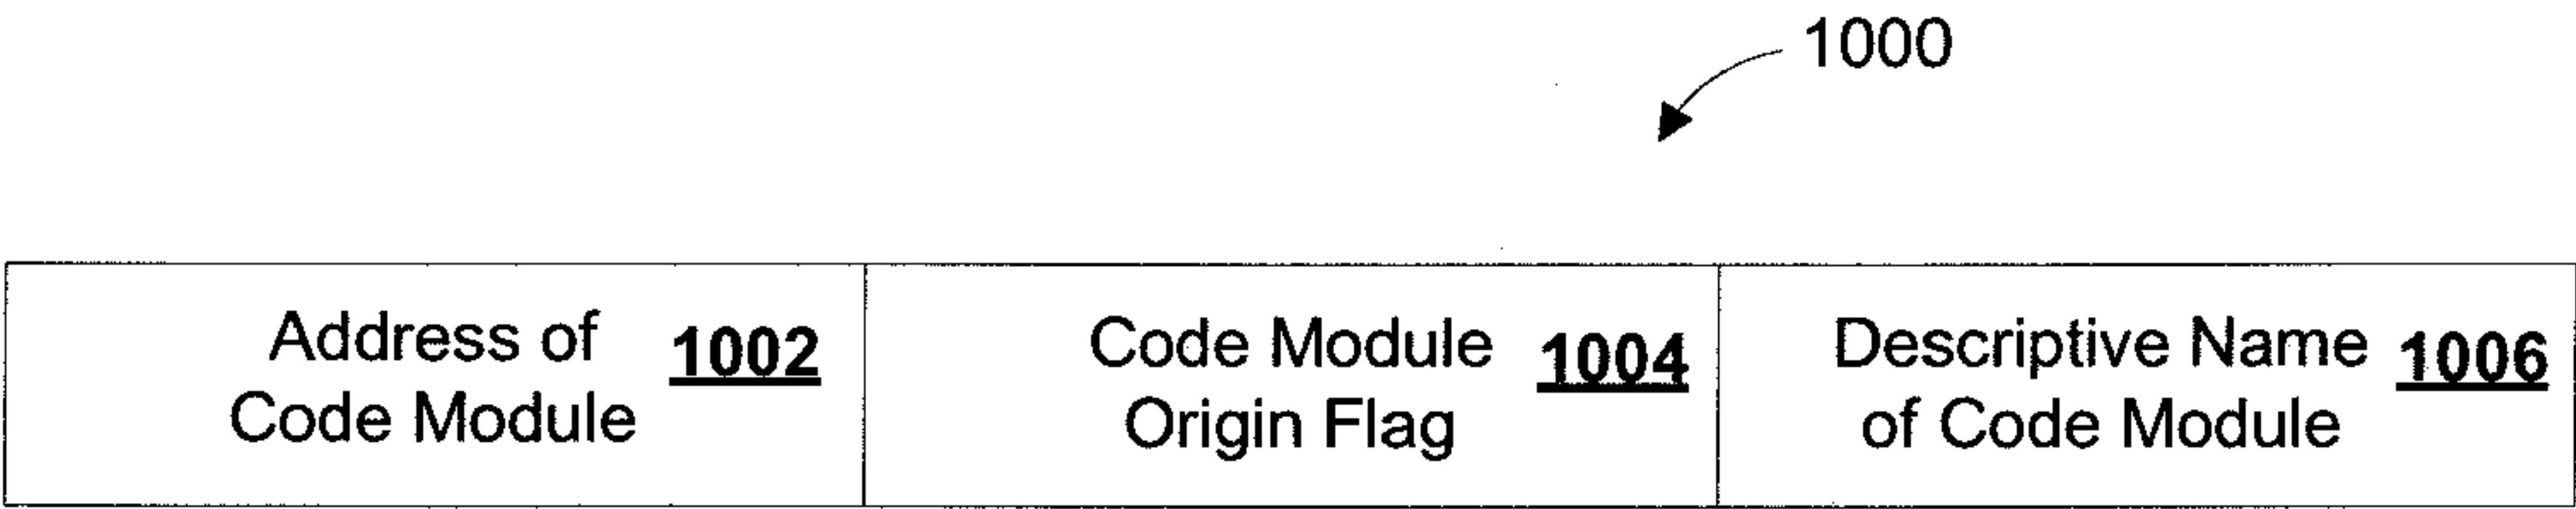 1000
Address of 1002
Code Module
Code Module 1004
Origin Flag
Descriptive Name 1006
of Code Module